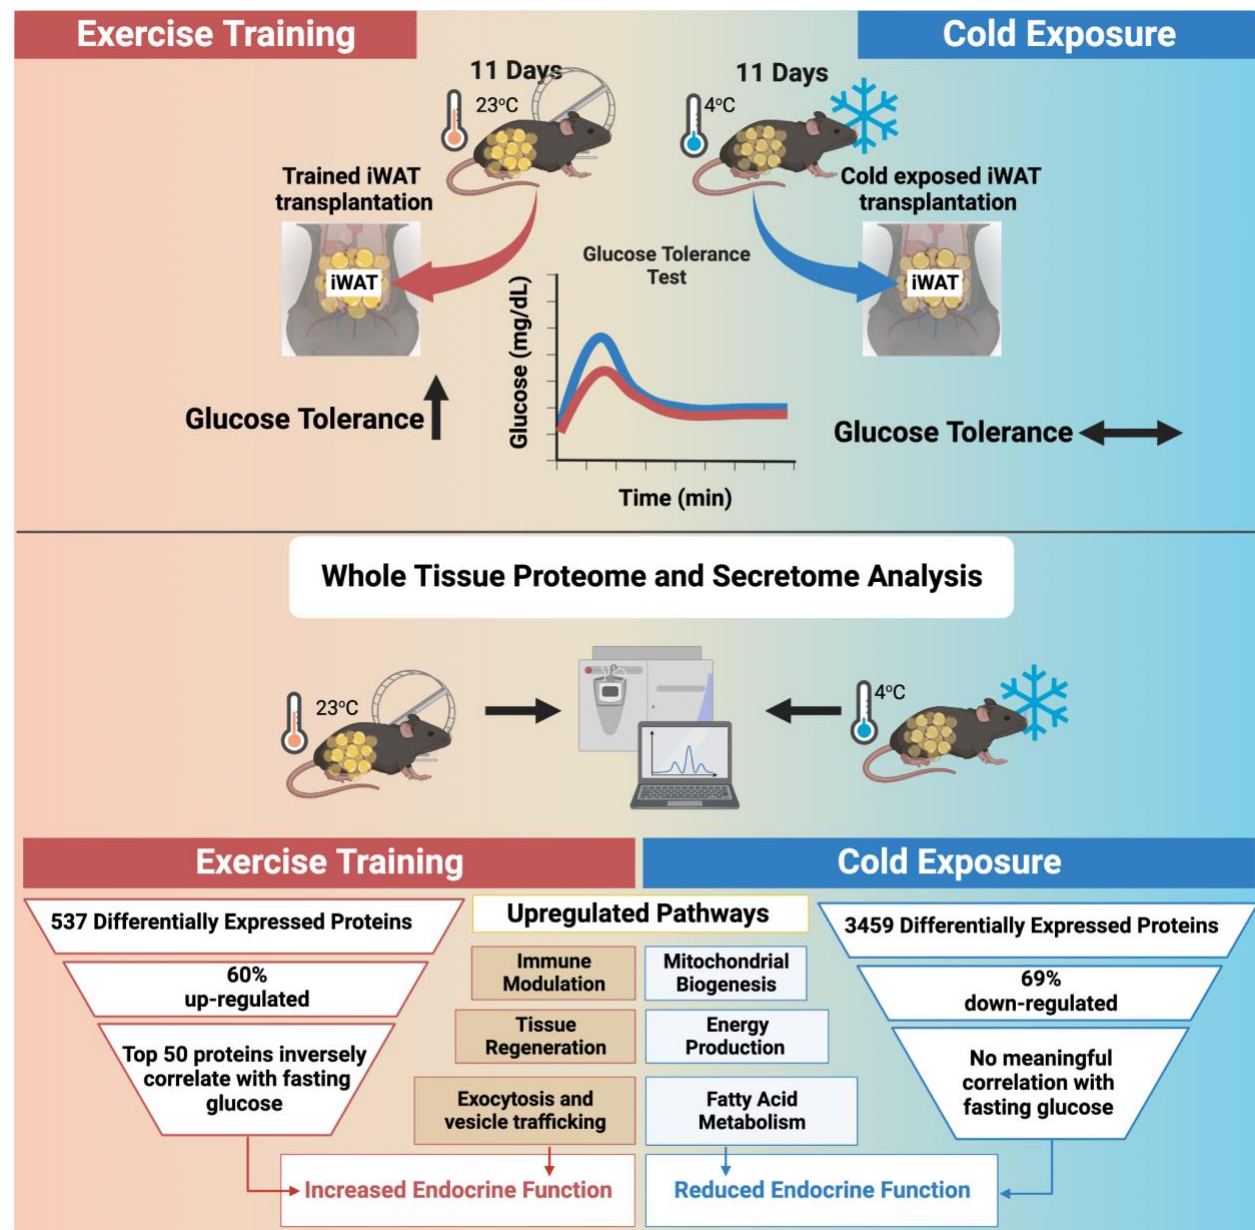 Exercise Training
Cold Exposure
11 Days
23°C
11 Days
4°C
Trained iWAT
transplantation
Cold exposed iWAT
transplantation
iWAT
iWAT
Glucose Tolerance
Test
Glucose (mg/dL)
Time (min)
Glucose Tolerance
Glucose Tolerance
Whole Tissue Proteome and Secretome Analysis
23°C
4°C
Exercise Training
Cold Exposure
537 Differentially Expressed Proteins
60%
up-regulated
Top 50 proteins inversely
correlate with fasting
glucose
Upregulated Pathways
Immune
Modulation
Mitochondrial
Biogenesis
Tissue
Regeneration
Energy
Production
Exocytosis and
vesicle trafficking
Fatty Acid
Metabolism
3459 Differentially Expressed Proteins
69%
down-regulated
No meaningful
correlation with
fasting glucose
Increased Endocrine Function
Reduced Endocrine Function